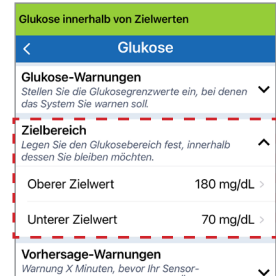 Glukose innerhalb von Zielwerten
Glukose
Glukose-Warnungen
Stellen Sie die Glukosegrenzwerte ein, bei denen
das System Sie warnen soll.
Zielbereich
Legen Sie den Glukosebereich fest, innerhalb
dessen Sie bleiben möchten.
Oberer Zielwert 180 mg/dL
Unterer Zielwert 70 mg/dL
Vorhersage-Warnungen
Warnung X Minuten, bevor Ihr Sensor-